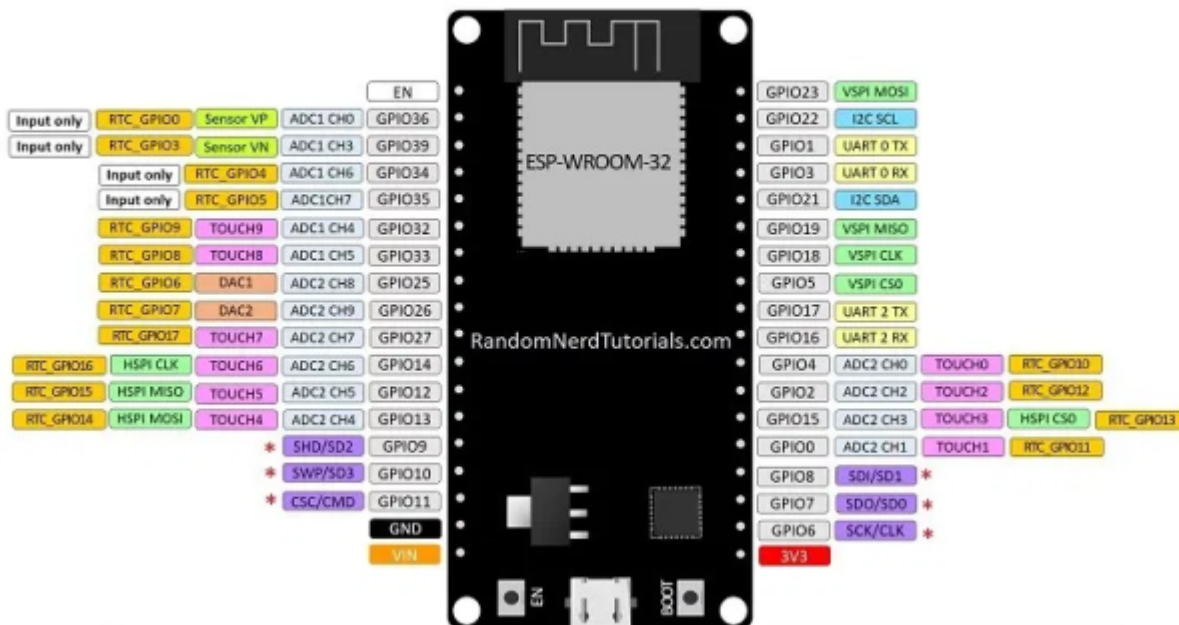 EN GPIO23 VSPI MOSI
Input only RTC_GPIO0 Sensor VP ADC1 CH0 GPIO36 GPIO22 I2C SCL
Input only RTC_GPIO3 Sensor VN ADC1 CH3 GPIO39 GPIO1 UART 0 TX
Input only RTC_GPIO4 ADC1 CH6 GPIO34 ESP-WROOM-32 GPIO3 UART 0 RX
Input only RTC_GPIO5 ADC1CH7 GPIO35 GPIO21 I2C SDA
RTC_GPIO9 TOUCH9 ADC1 CH4 GPIO32 GPIO19 VSPI MISO
RTC_GPIO8 TOUCH8 ADC1 CH5 GPIO33 GPIO18 VSPI CLK
RTC_GPIO6 DAC1 ADC2 CH8 GPIO25 GPIO5 VSPI CS0
RTC_GPIO7 DAC2 ADC2 CH9 GPIO26 GPIO17 UART 2 TX
RTC_GPIO17 TOUCH7 ADC2 CH7 GPIO27 RandomNerdTutorials.com GPIO16 UART 2 RX
RTC_GPIO16 HSPI CLK TOUCH6 ADC2 CH6 GPIO14 GPIO4 ADC2 CH0 TOUCH0 RTC_GPIO10
RTC_GPIO15 HSPI MISO TOUCH5 ADC2 CH5 GPIO12 GPIO2 ADC2 CH2 TOUCH2 RTC_GPIO12
RTC_GPIO14 HSPI MOSI TOUCH4 ADC2 CH4 GPIO13 GPIO15 ADC2 CH3 TOUCH3 HSPI CS0 RTC_GPIO13
* SHD/SD2 GPIO9 GPIO0 ADC2 CH1 TOUCH1 RTC_GPIO11
* SWP/SD3 GPIO10 GPIO8 SDI/SD1 *
* CSC/CMD GPIO11 GPIO7 SDO/SD0 *
GND GPIO6 SCK/CLK *
VIN 3V3
EN BOOT